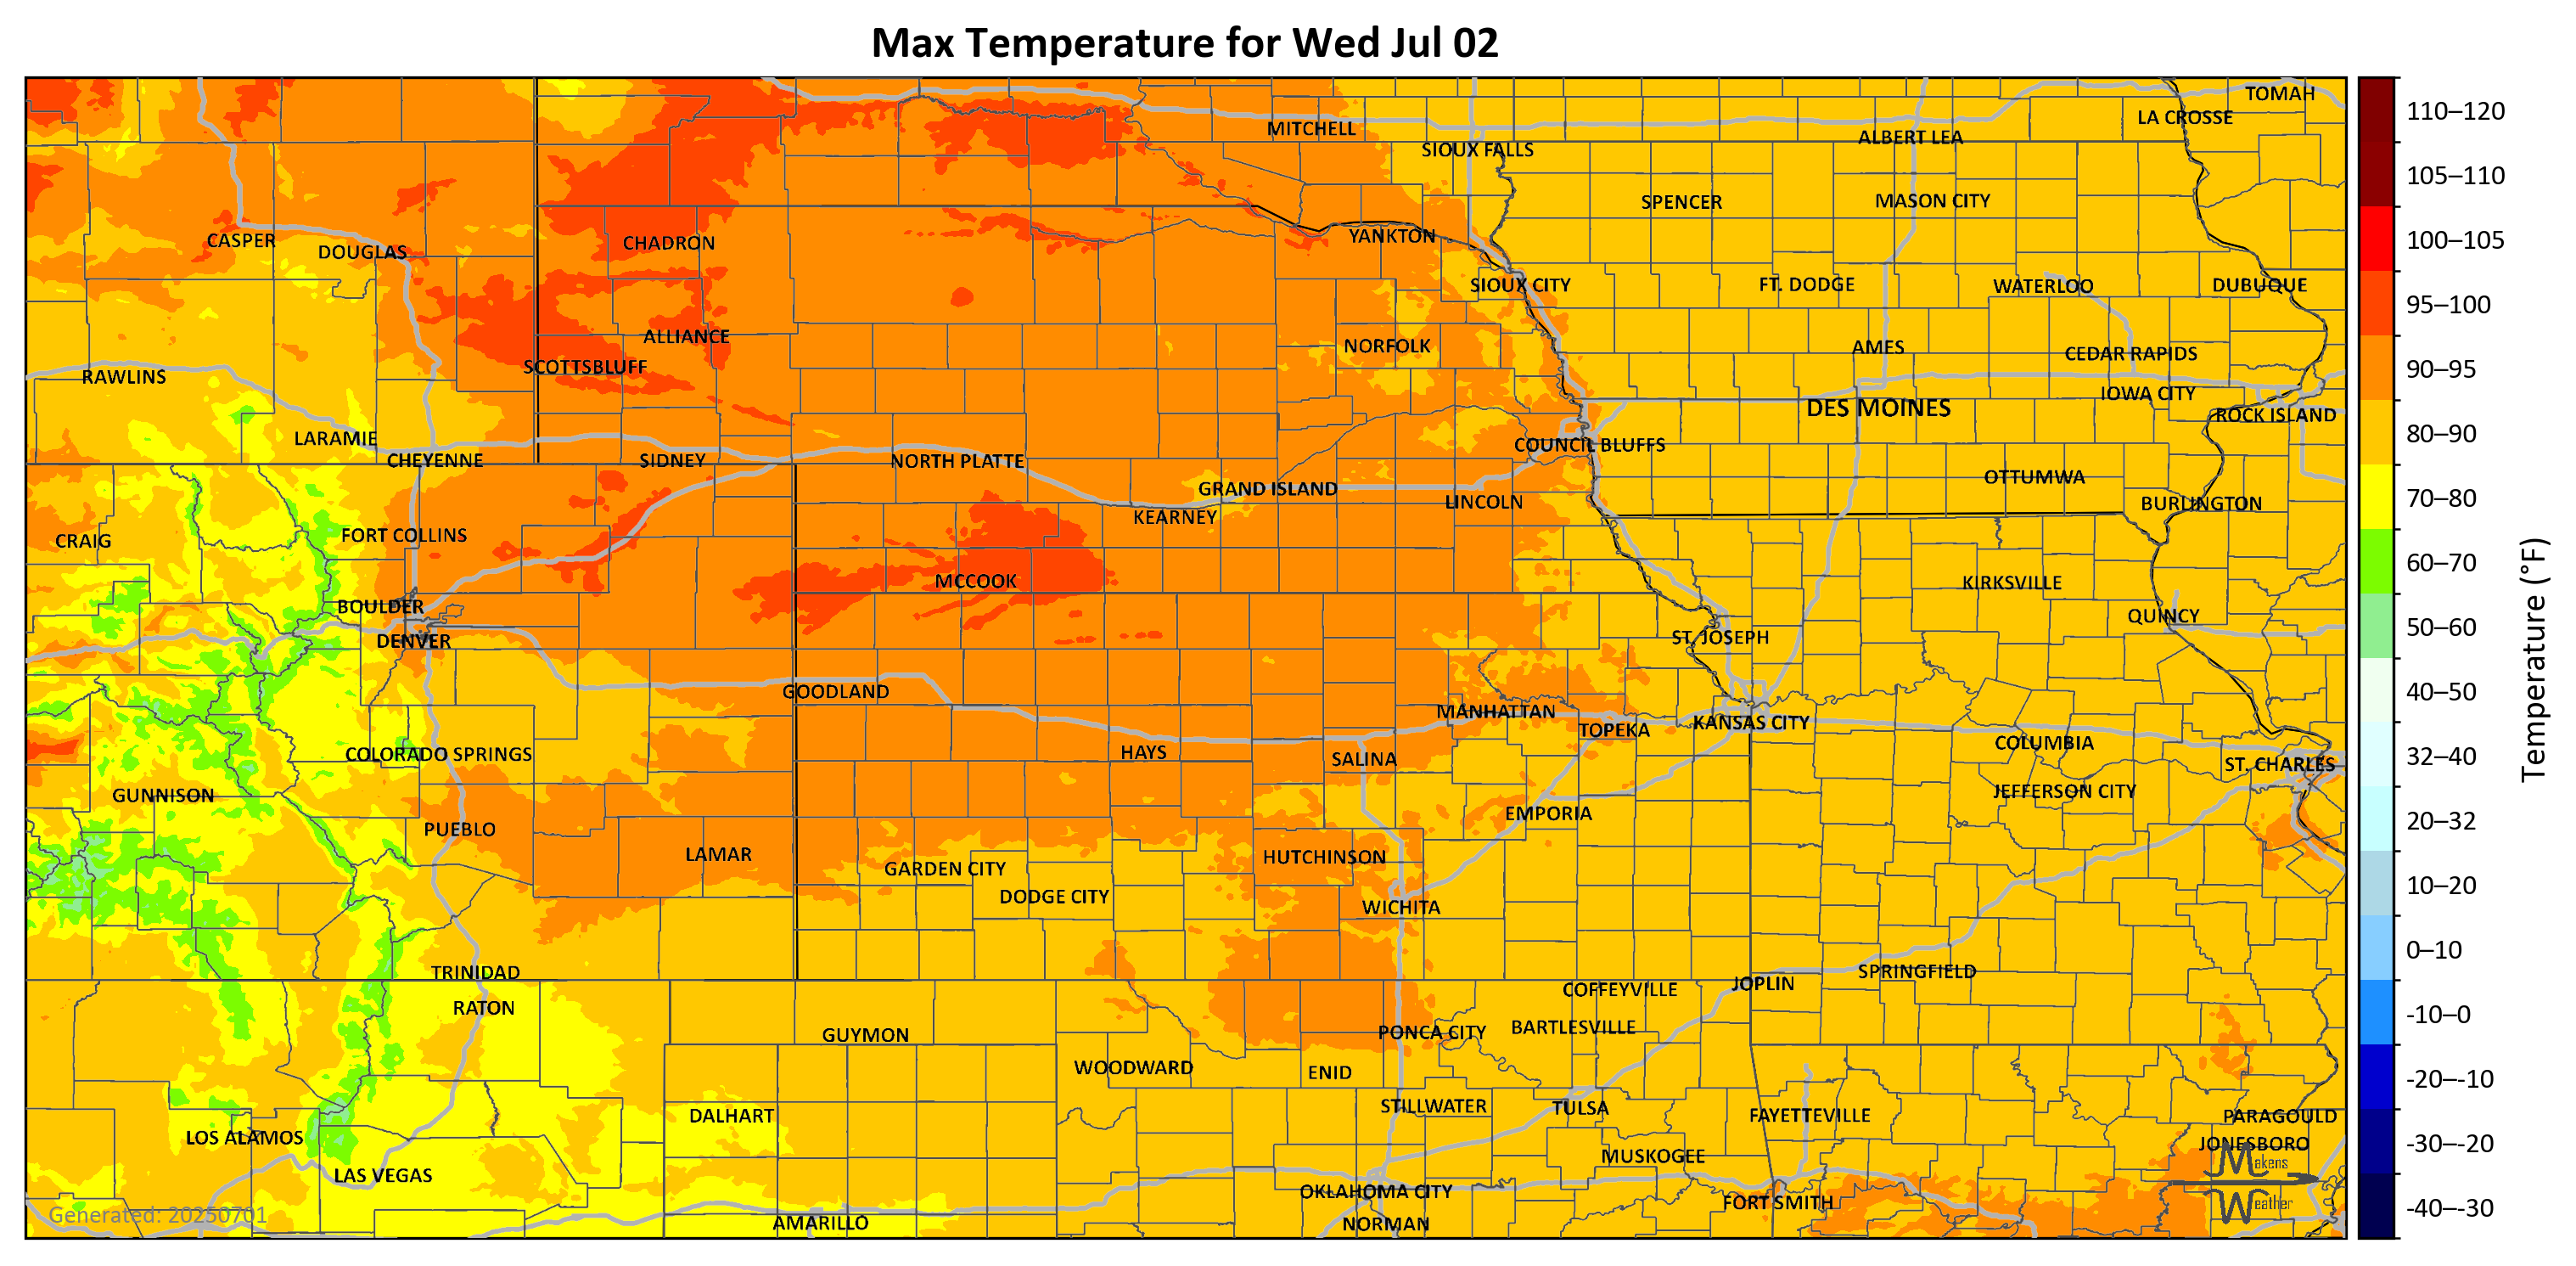 Max Temperature for Wed Jul 02
TOMAH
LA CROSSE
MITCHELL
ALBERT LEA
SIOUX FALLS
SPENCER
MASON CITY
CASPER
DOUGLAS
CHADRON
YANKTON
SIOUX CITY
FT. DODGE
WATERLOO
DUBUQUE
ALLIANCE
NORFOLK
AMES
CEDAR RAPIDS
SCOTTSBLUFF
RAWLINS
IOWA CITY
DES MOINES
ROCK ISLAND
LARAMIE
COUNCIL BLUFFS
CHEYENNE
SIDNEY
NORTH PLATTE
OTTUMWA
GRAND ISLAND
LINCOLN
BURLINGTON
KEARNEY
FORT COLLINS
CRAIG
MCCOOK
KIRKSVILLE
BOULDER
QUINCY
DENVER
ST. JOSEPH
GOODLAND
MANHATTAN
TOPEKA
KANSAS CITY
COLUMBIA
COLORADO SPRINGS
HAYS
SALINA
ST. CHARLES
GUNNISON
JEFFERSON CITY
EMPORIA
PUEBLO
LAMAR
HUTCHINSON
GARDEN CITY
DODGE CITY
WICHITA
TRINIDAD
SPRINGFIELD
JOPLIN
COFFEYVILLE
RATON
GUYMON
PONCA CITY
BARTLESVILLE
WOODWARD
ENID
STILLWATER
TULSA
DALHART
FAYETTEVILLE
PARAGOULD
LOS ALAMOS
JONESBORO
MUSKOGEE
LAS VEGAS
OKLAHOMA CITY
FORT SMITH
AMARILLO
NORMAN
Generated: 20250701
Makens
Weather
110–120
105–110
100–105
95–100
90–95
80–90
70–80
60–70
50–60
40–50
32–40
20–32
10–20
0–10
-10–0
-20–-10
-30–-20
-40–-30
Temperature (°F)